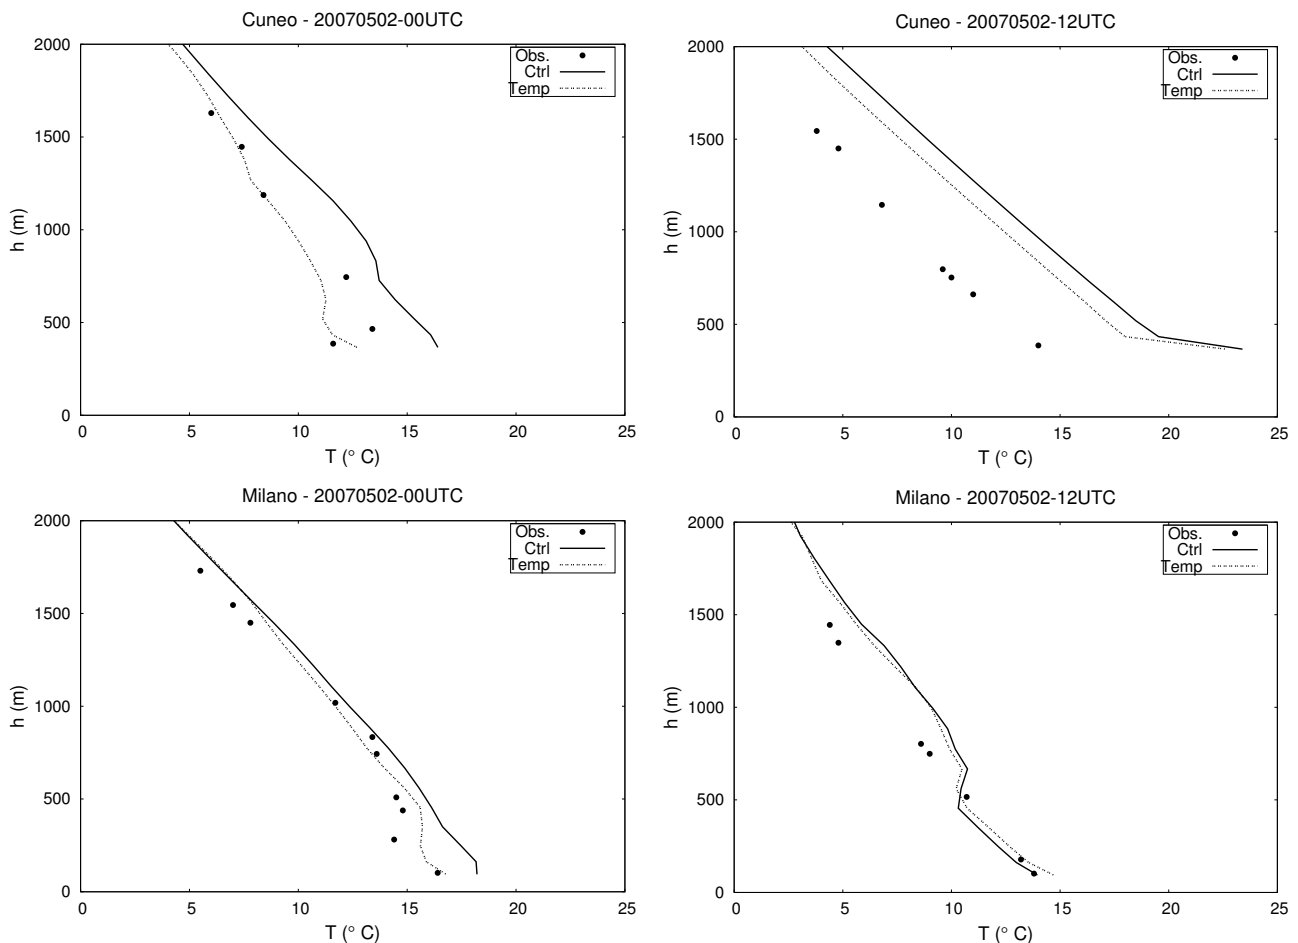 Cuneo - 20070502-00UTC
2000
1500
1000
500
0
h (m)
0 5 10 15 20 25
T (° C)
Obs.
Ctrl
Temp
Cuneo - 20070502-12UTC
2000
1500
1000
500
0
h (m)
0 5 10 15 20 25
T (° C)
Obs.
Ctrl
Temp
Milano - 20070502-00UTC
2000
1500
1000
500
0
h (m)
0 5 10 15 20 25
T (° C)
Obs.
Ctrl
Temp
Milano - 20070502-12UTC
2000
1500
1000
500
0
h (m)
0 5 10 15 20 25
T (° C)
Obs.
Ctrl
Temp